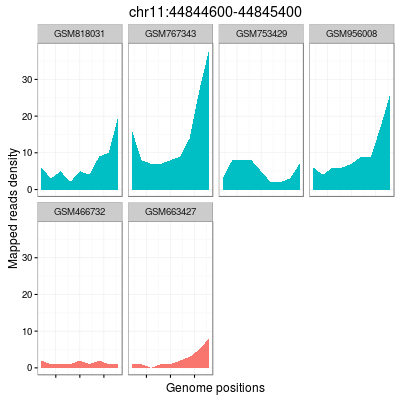 chr11:44844600-44845400
GSM818031 GSM767343 GSM753429 GSM956008
30
20
10
0
Mapped reads density
GSM466732 GSM663427
30
20
10
0
Genome positions